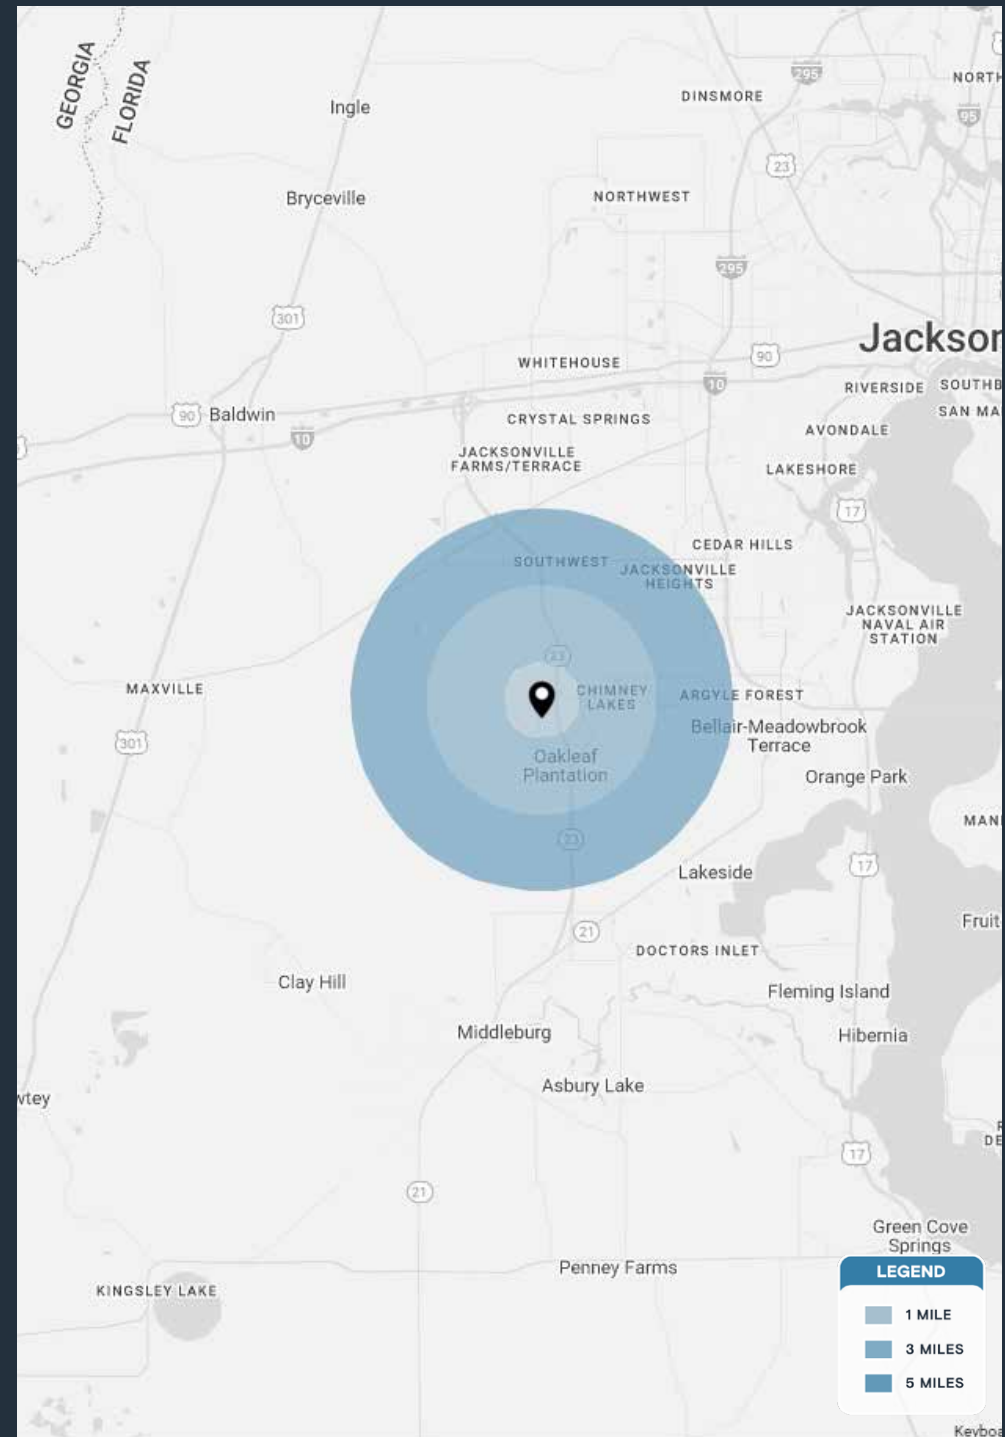 GEORGIA
FLORIDA
Ingle
DINSMORE
295
NORTH
95
23
Bryceville
NORTHWEST
295
301
Jackson
WHITEHOUSE
90
10
RIVERSIDE
SOUTHB
SAN MA
90
Baldwin
10
CRYSTAL SPRINGS
AVONDALE
JACKSONVILLE
FARMS/TERRACE
LAKESHORE
17
CEDAR HILLS
SOUTHWEST
JACKSONVILLE
HEIGHTS
JACKSONVILLE
NAVAL AIR
STATION
23
MAXVILLE
CHIMNEY
LAKES
ARGYLE FOREST
Bellair-Meadowbrook
Terrace
301
Oakleaf
Plantation
Orange Park
MAN
23
Lakeside
17
Fruit
21
DOCTORS INLET
Clay Hill
Fleming Island
Middleburg
Hibernia
Asbury Lake
wtey
DE
17
21
Green Cove
Springs
Penney Farms
KINGSLEY LAKE
LEGEND
1 MILE
3 MILES
5 MILES
Keybo